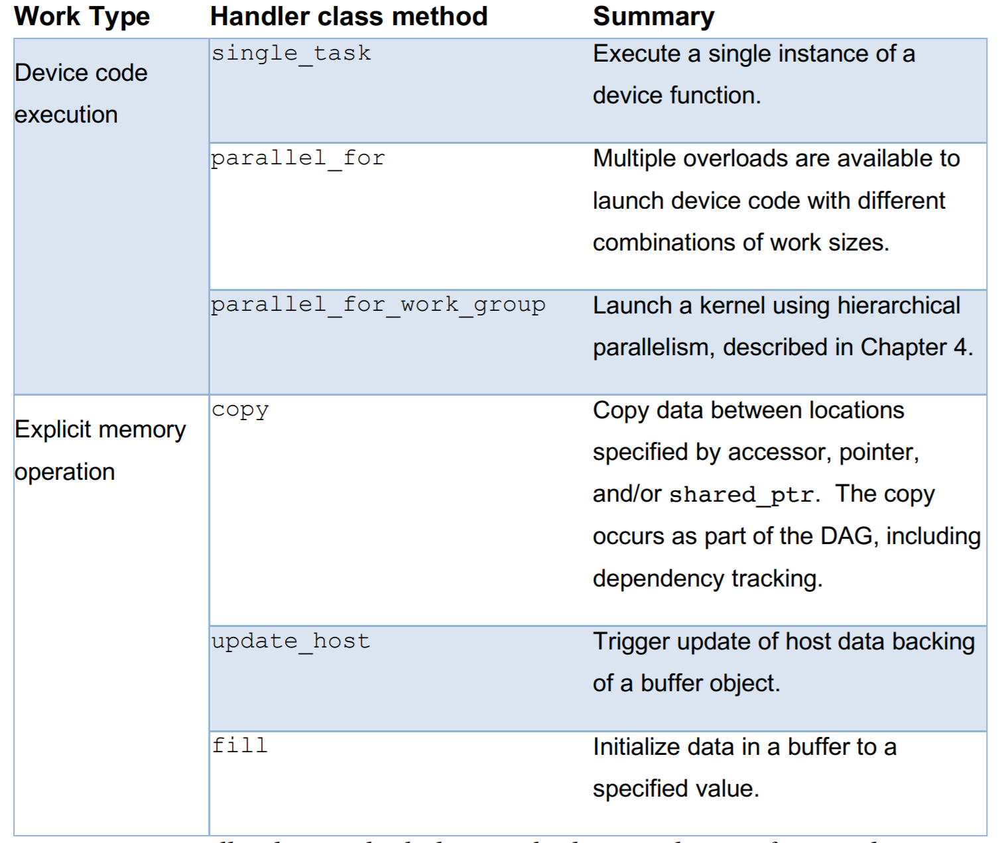 Work Type Handler class method Summary
Device code
execution
single_task
Execute a single instance of a
device function.
parallel_for
Multiple overloads are available to
launch device code with different
combinations of work sizes.
parallel_for_work_group
Launch a kernel using hierarchical
parallelism, described in Chapter 4.
Explicit memory
operation
copy
Copy data between locations
specified by accessor, pointer,
and/or shared_ptr. The copy
occurs as part of the DAG, including
dependency tracking.
update_host
Trigger update of host data backing
of a buffer object.
fill
Initialize data in a buffer to a
specified value.